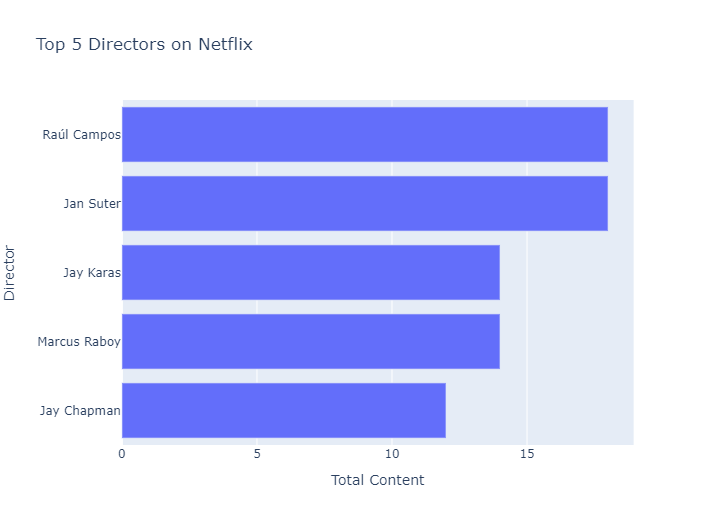 Top 5 Directors on Netflix
Raúl Campos
Jan Suter
Jay Karas
Marcus Raboy
Jay Chapman
Director
0 5 10 15
Total Content